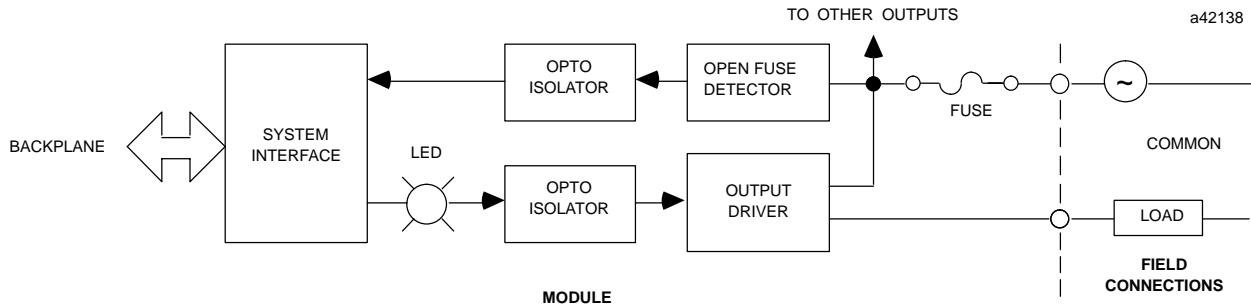 TO OTHER OUTPUTS
a42138
OPTO
ISOLATOR
OPEN FUSE
DETECTOR
FUSE
~
BACKPLANE
SYSTEM
INTERFACE
LED
COMMON
OPTO
ISOLATOR
OUTPUT
DRIVER
LOAD
FIELD
CONNECTIONS
MODULE